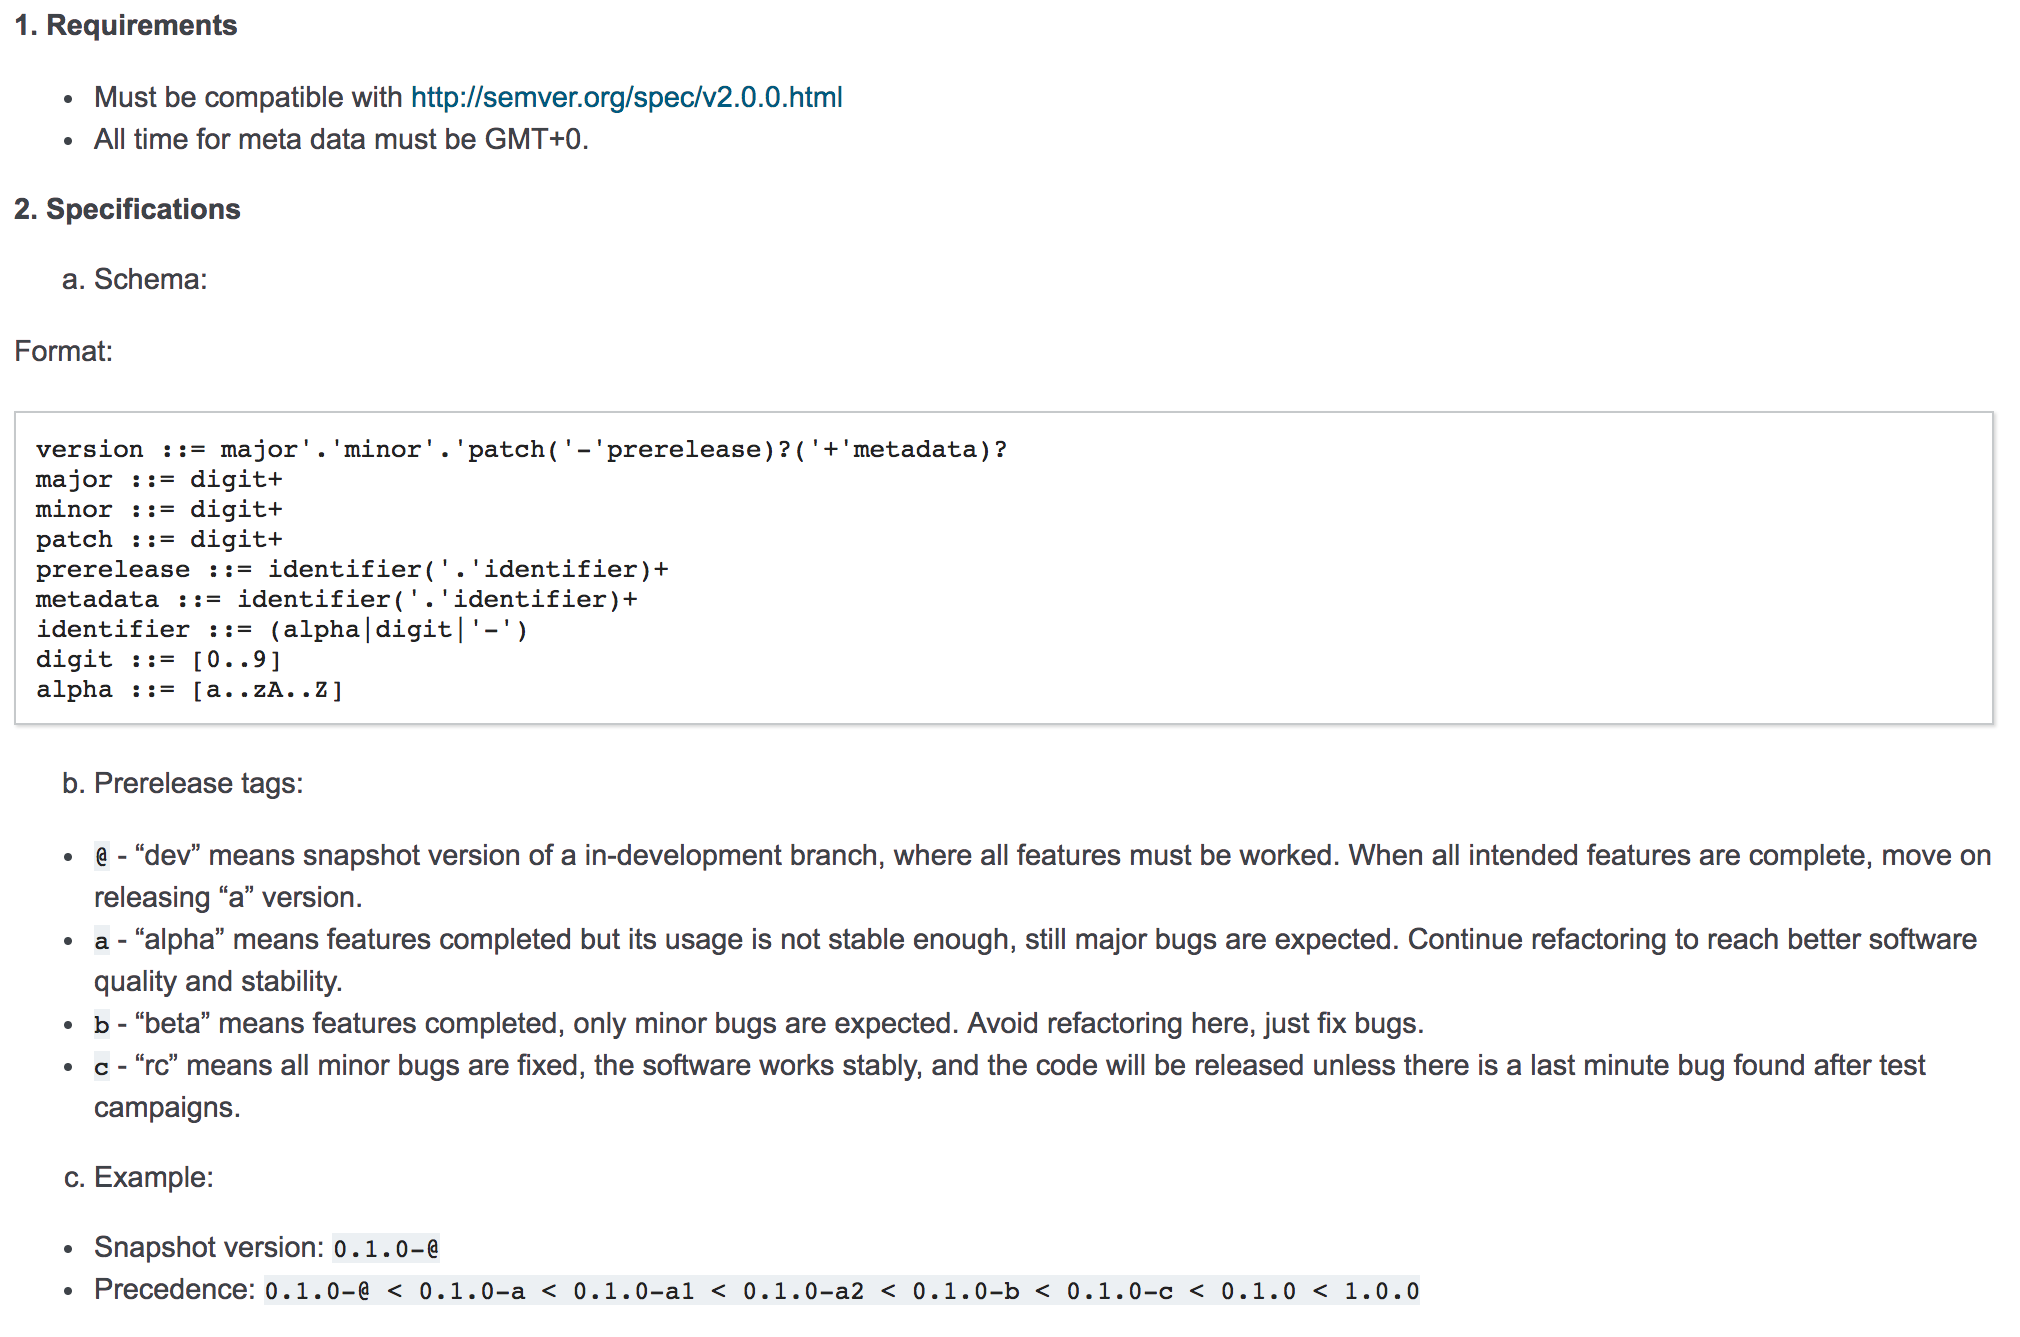 1. Requirements
• Must be compatible with http://semver.org/spec/v2.0.0.html
• All time for meta data must be GMT+0.
2. Specifications
a. Schema:
Format:
version ::= major'.'minor'.'patch('-'prerelease)?('+'metadata)?
major ::= digit+
minor ::= digit+
patch ::= digit+
prerelease ::= identifier('.'identifier)+
metadata ::= identifier('.'identifier)+
identifier ::= (alpha|digit|'-')
digit ::= [0..9]
alpha ::= [a..zA..Z]
b. Prerelease tags:
• @ - “dev” means snapshot version of a in-development branch, where all features must be worked. When all intended features are complete, move on
releasing “a” version.
• a - “alpha” means features completed but its usage is not stable enough, still major bugs are expected. Continue refactoring to reach better software
quality and stability.
• b - “beta” means features completed, only minor bugs are expected. Avoid refactoring here, just fix bugs.
• c - “rc” means all minor bugs are fixed, the software works stably, and the code will be released unless there is a last minute bug found after test
campaigns.
c. Example:
• Snapshot version: 0.1.0-@
• Precedence: 0.1.0-@ < 0.1.0-a < 0.1.0-a1 < 0.1.0-a2 < 0.1.0-b < 0.1.0-c < 0.1.0 < 1.0.0